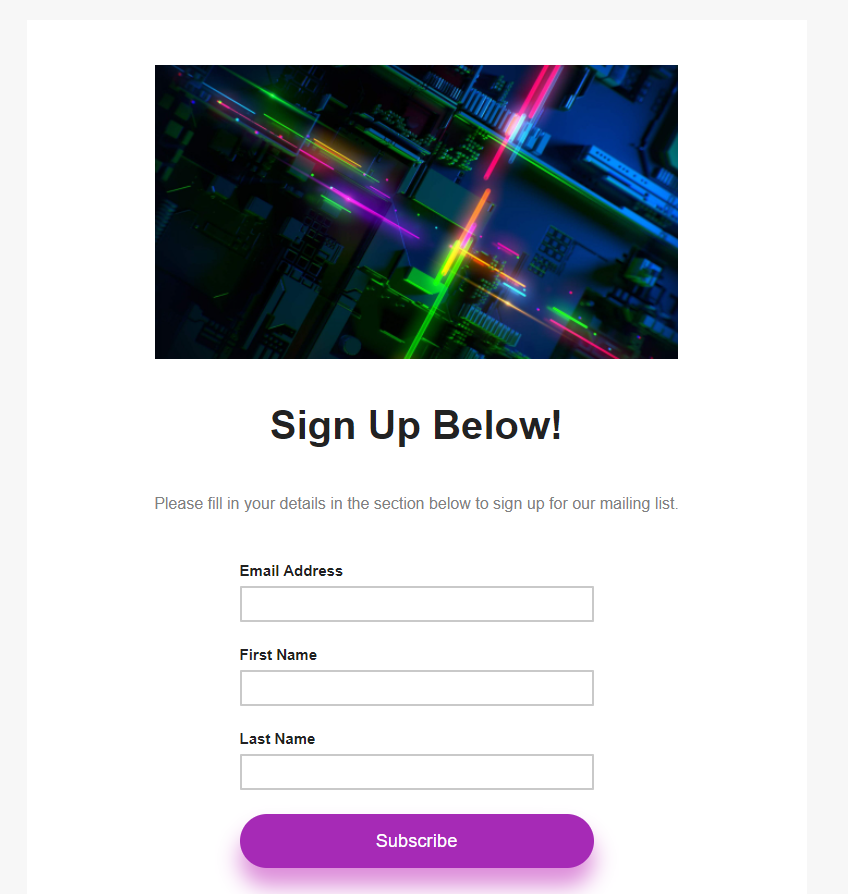 Sign Up Below!
Please fill in your details in the section below to sign up for our mailing list.
Email Address
First Name
Last Name
Subscribe